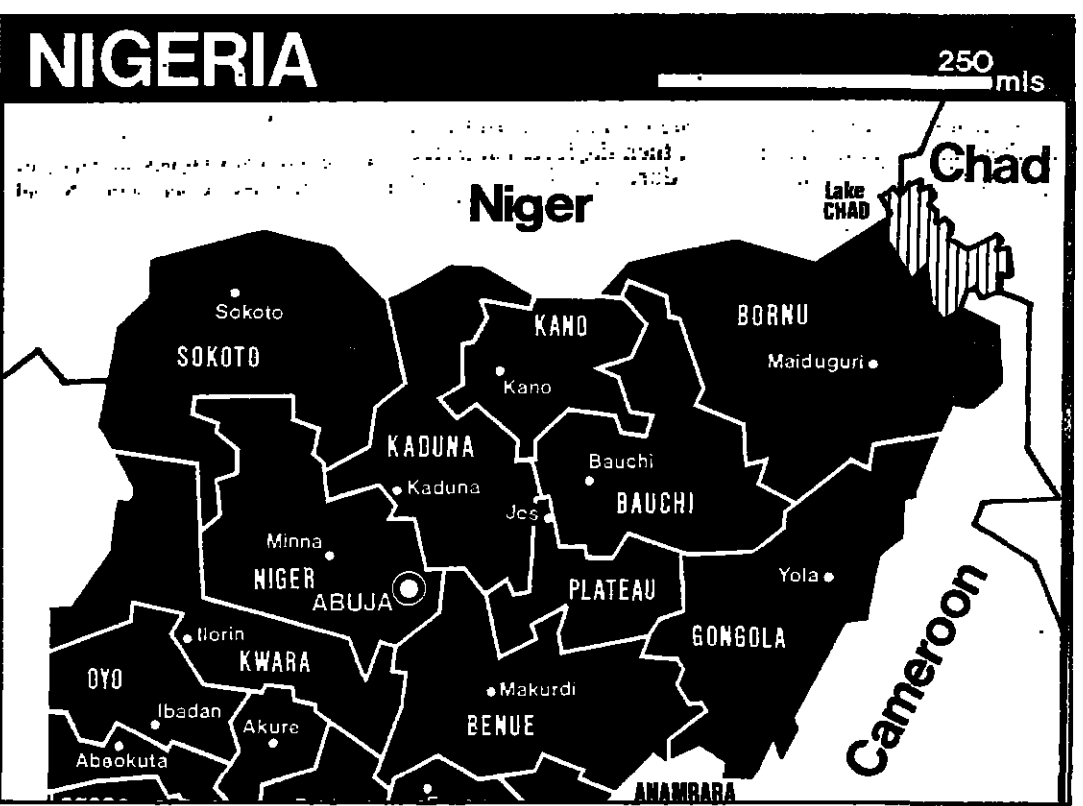 NIGERIA
250
mls
Chad
Lake
CHAD
Niger
Sokoto
SOKOTO
KANO
Kano
BORNU
Maiduguri
KADUNA
Kaduna
Bauchi
BAUCHI
Jos
Minna
NIGER
ABUJA
PLATEAU
Yola
GONGOLA
Ilorin
KWARA
OYO
Ibadan
Akure
Abeokuta
Makurdi
BENUE
Cameroon
ANAMBRARA